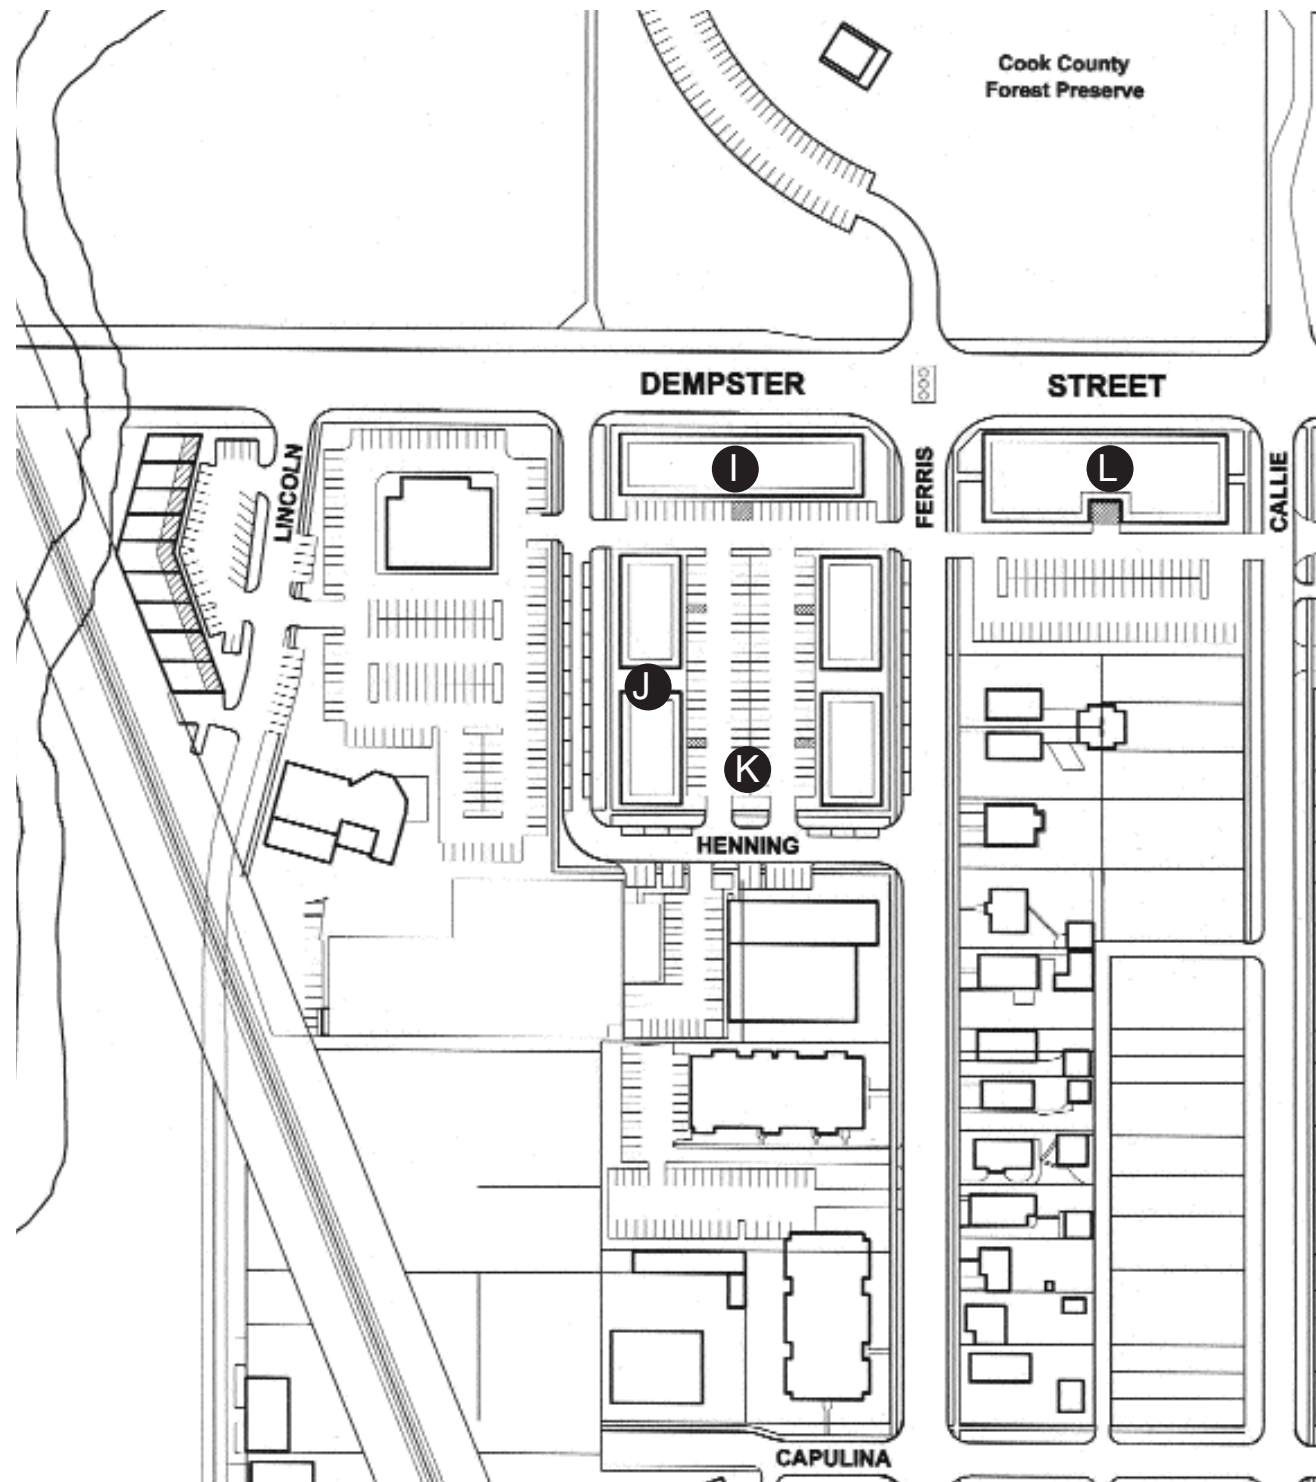 Cook County
Forest Preserve
DEMPSTER STREET
LINCOLN
I
FERRIS
L
CALLIE
J
K
HENNING
CAPULINA